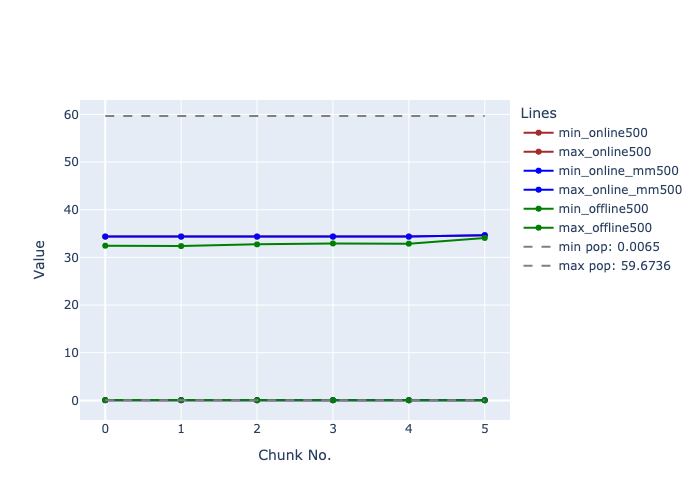 Lines
min_online500
max_online500
min_online_mm500
max_online_mm500
min_offline500
max_offline500
min pop: 0.0065
max pop: 59.6736
Value
60
50
40
30
20
10
0
0 1 2 3 4 5
Chunk No.